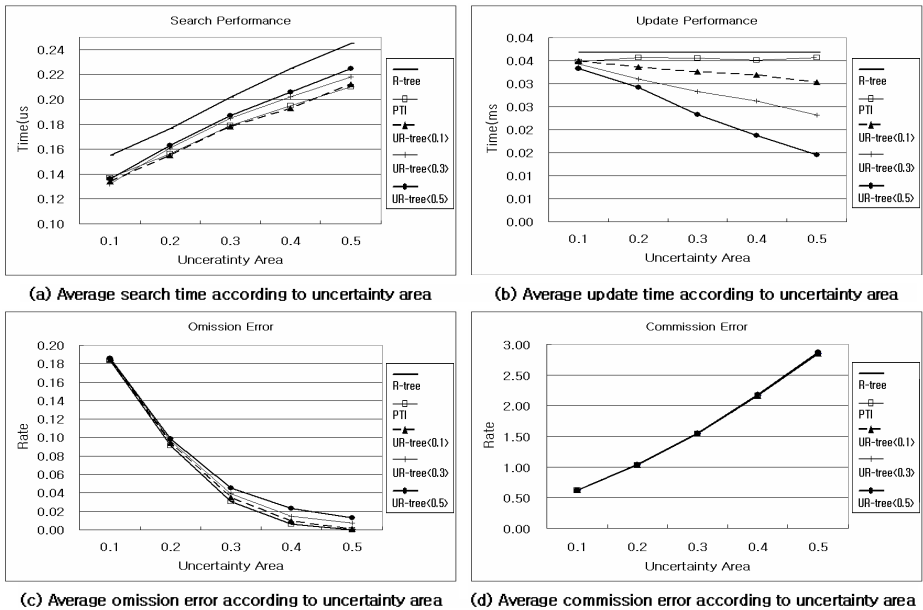 Search Performance
Time(us
0.24
0.22
0.20
0.18
0.16
0.14
0.12
0.10
0.1 0.2 0.3 0.4 0.5
Unceratinty Area
R-tree
PTI
UR-tree<0.1>
UR-tree<0.3>
UR-tree<0.5>
(a) Average search time according to uncertainty area
Update Performance
Time(ms
0.04
0.04
0.03
0.03
0.02
0.02
0.01
0.01
0.00
0.1 0.2 0.3 0.4 0.5
Uncertainty Area
R-tree
PTI
UR-tree<0.1>
UR-tree<0.3>
UR-tree<0.5>
(b) Average update time according to uncertainty area
Omission Error
Rate
0.20
0.18
0.16
0.14
0.12
0.10
0.08
0.06
0.04
0.02
0.00
0.1 0.2 0.3 0.4 0.5
Uncertainty Area
R-tree
PTI
UR-tree<0.1>
UR-tree<0.3>
UR-tree<0.5>
(c) Average omission error according to uncertainty area
Commission Error
Rate
3.00
2.50
2.00
1.50
1.00
0.50
0.00
0.1 0.2 0.3 0.4 0.5
Uncertainty Area
R-tree
PTI
UR-tree<0.1>
UR-tree<0.3>
UR-tree<0.5>
(d) Average commission error according to uncertainty area